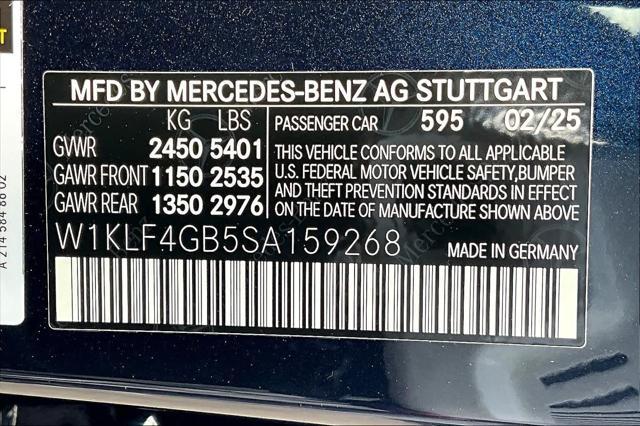 MFD BY MERCEDES-BENZ AG STUTTGART
KG LBS
PASSENGER CAR 595 02/25
GVWR 2450 5401
GAWR FRONT 1150 2535
GAWR REAR 1350 2976
THIS VEHICLE CONFORMS TO ALL APPLICABLE
U.S. FEDERAL MOTOR VEHICLE SAFETY,BUMPER
AND THEFT PREVENTION STANDARDS IN EFFECT
ON THE DATE OF MANUFACTURE SHOWN ABOVE
W1KLF4GB5SA159268
MADE IN GERMANY
A 214 584 86 02